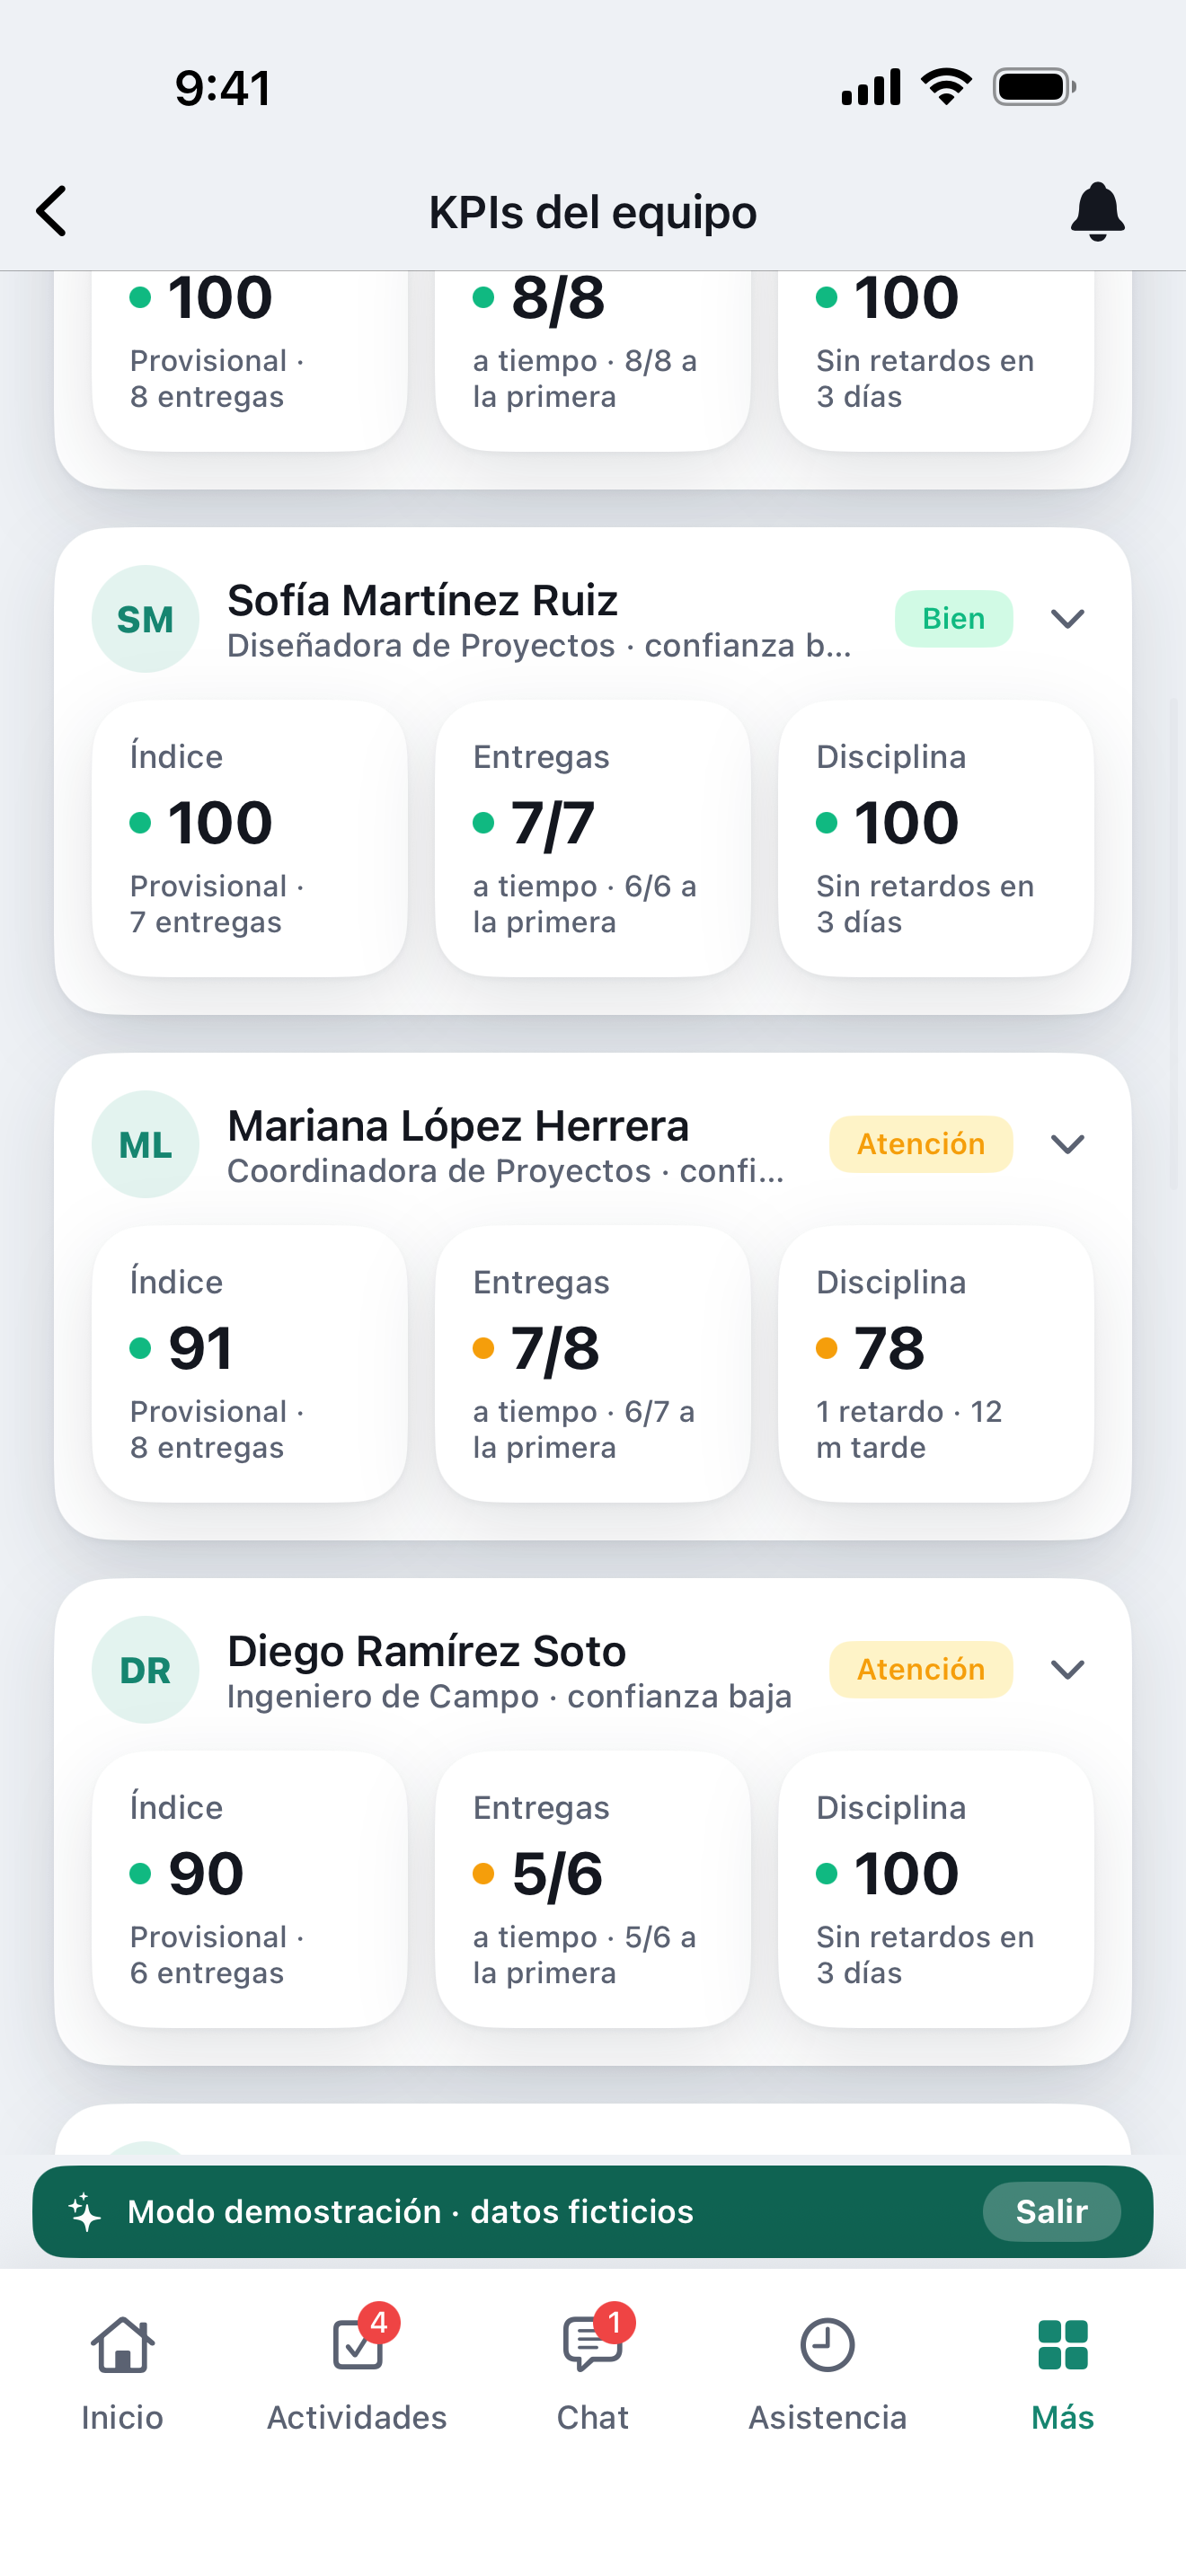 9:41
KPIs del equipo
100
8/8
100
Provisional ·
8 entregas
a tiempo · 8/8 a
la primera
Sin retardos en
3 días
SM
Sofía Martínez Ruiz
Diseñadora de Proyectos · confianza b...
Bien
Índice
100
Provisional ·
7 entregas
Entregas
7/7
a tiempo · 6/6 a
la primera
Disciplina
100
Sin retardos en
3 días
ML
Mariana López Herrera
Coordinadora de Proyectos · confi...
Atención
Índice
91
Provisional ·
8 entregas
Entregas
7/8
a tiempo · 6/7 a
la primera
Disciplina
78
1 retardo · 12
m tarde
DR
Diego Ramírez Soto
Ingeniero de Campo · confianza baja
Atención
Índice
90
Provisional ·
6 entregas
Entregas
5/6
a tiempo · 5/6 a
la primera
Disciplina
100
Sin retardos en
3 días
Modo demostración · datos ficticios
Salir
4
1
Inicio
Actividades
Chat
Asistencia
Más